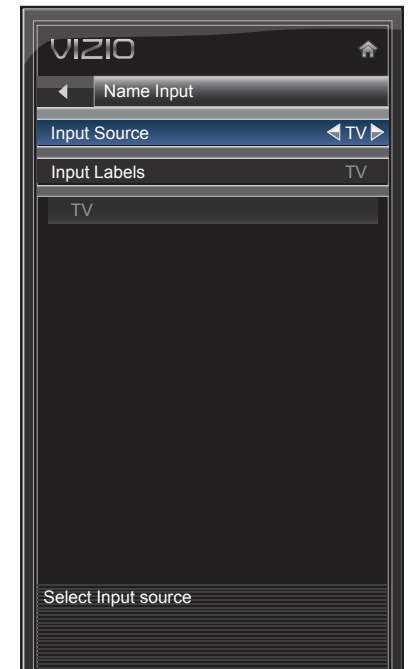 VIZIO
Name Input
Input Source TV
Input Labels TV
TV
Select Input source